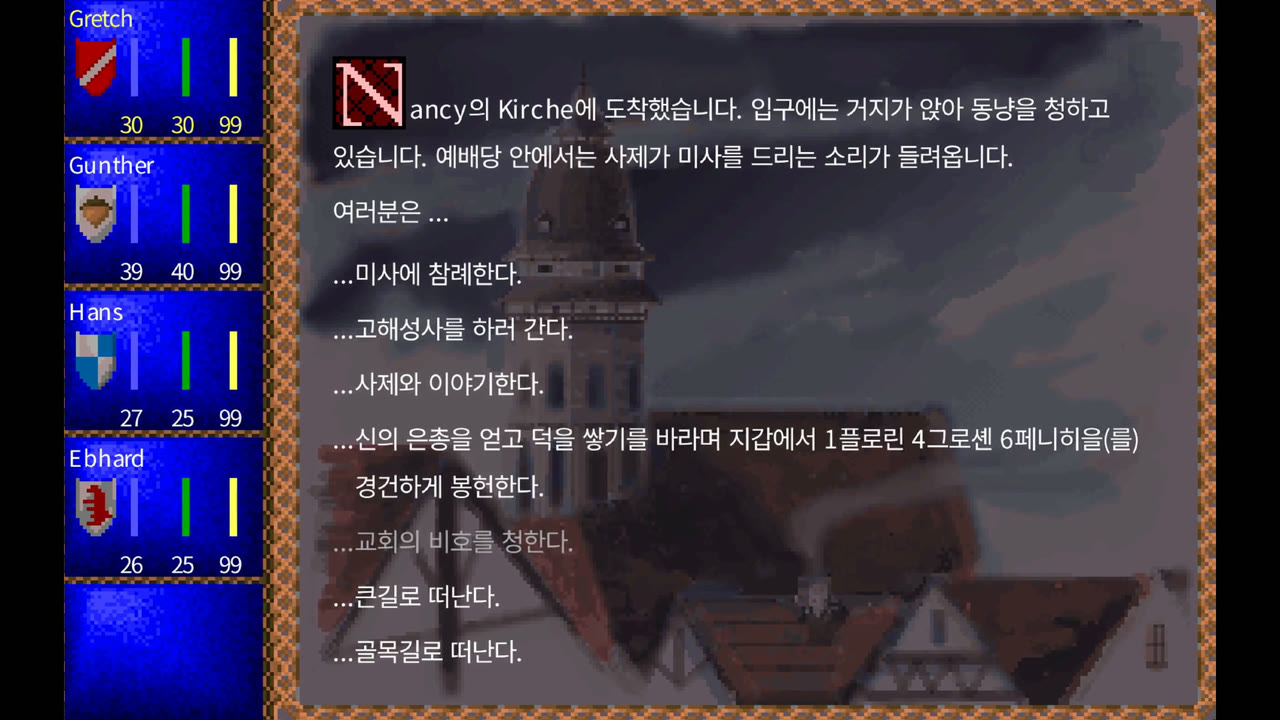 Gretch
30 30 99
Gunther
39 40 99
Hans
27 25 99
Ebhard
26 25 99
Nancy의 Kirche에 도착했습니다. 입구에는 거지가 앉아 동냥을 청하고
있습니다. 예배당 안에서는 사제가 미사를 드리는 소리가 들려옵니다.
여러분은 ...
...미사에 참례한다.
...고해성사를 하러 간다.
...사제와 이야기한다.
...신의 은총을 얻고 덕을 쌓기를 바라며 지갑에서 1플로린 4그로셴 6페니히을(를)
경건하게 봉헌한다.
...교회의 비호를 청한다.
...큰길로 떠난다.
...골목길로 떠난다.